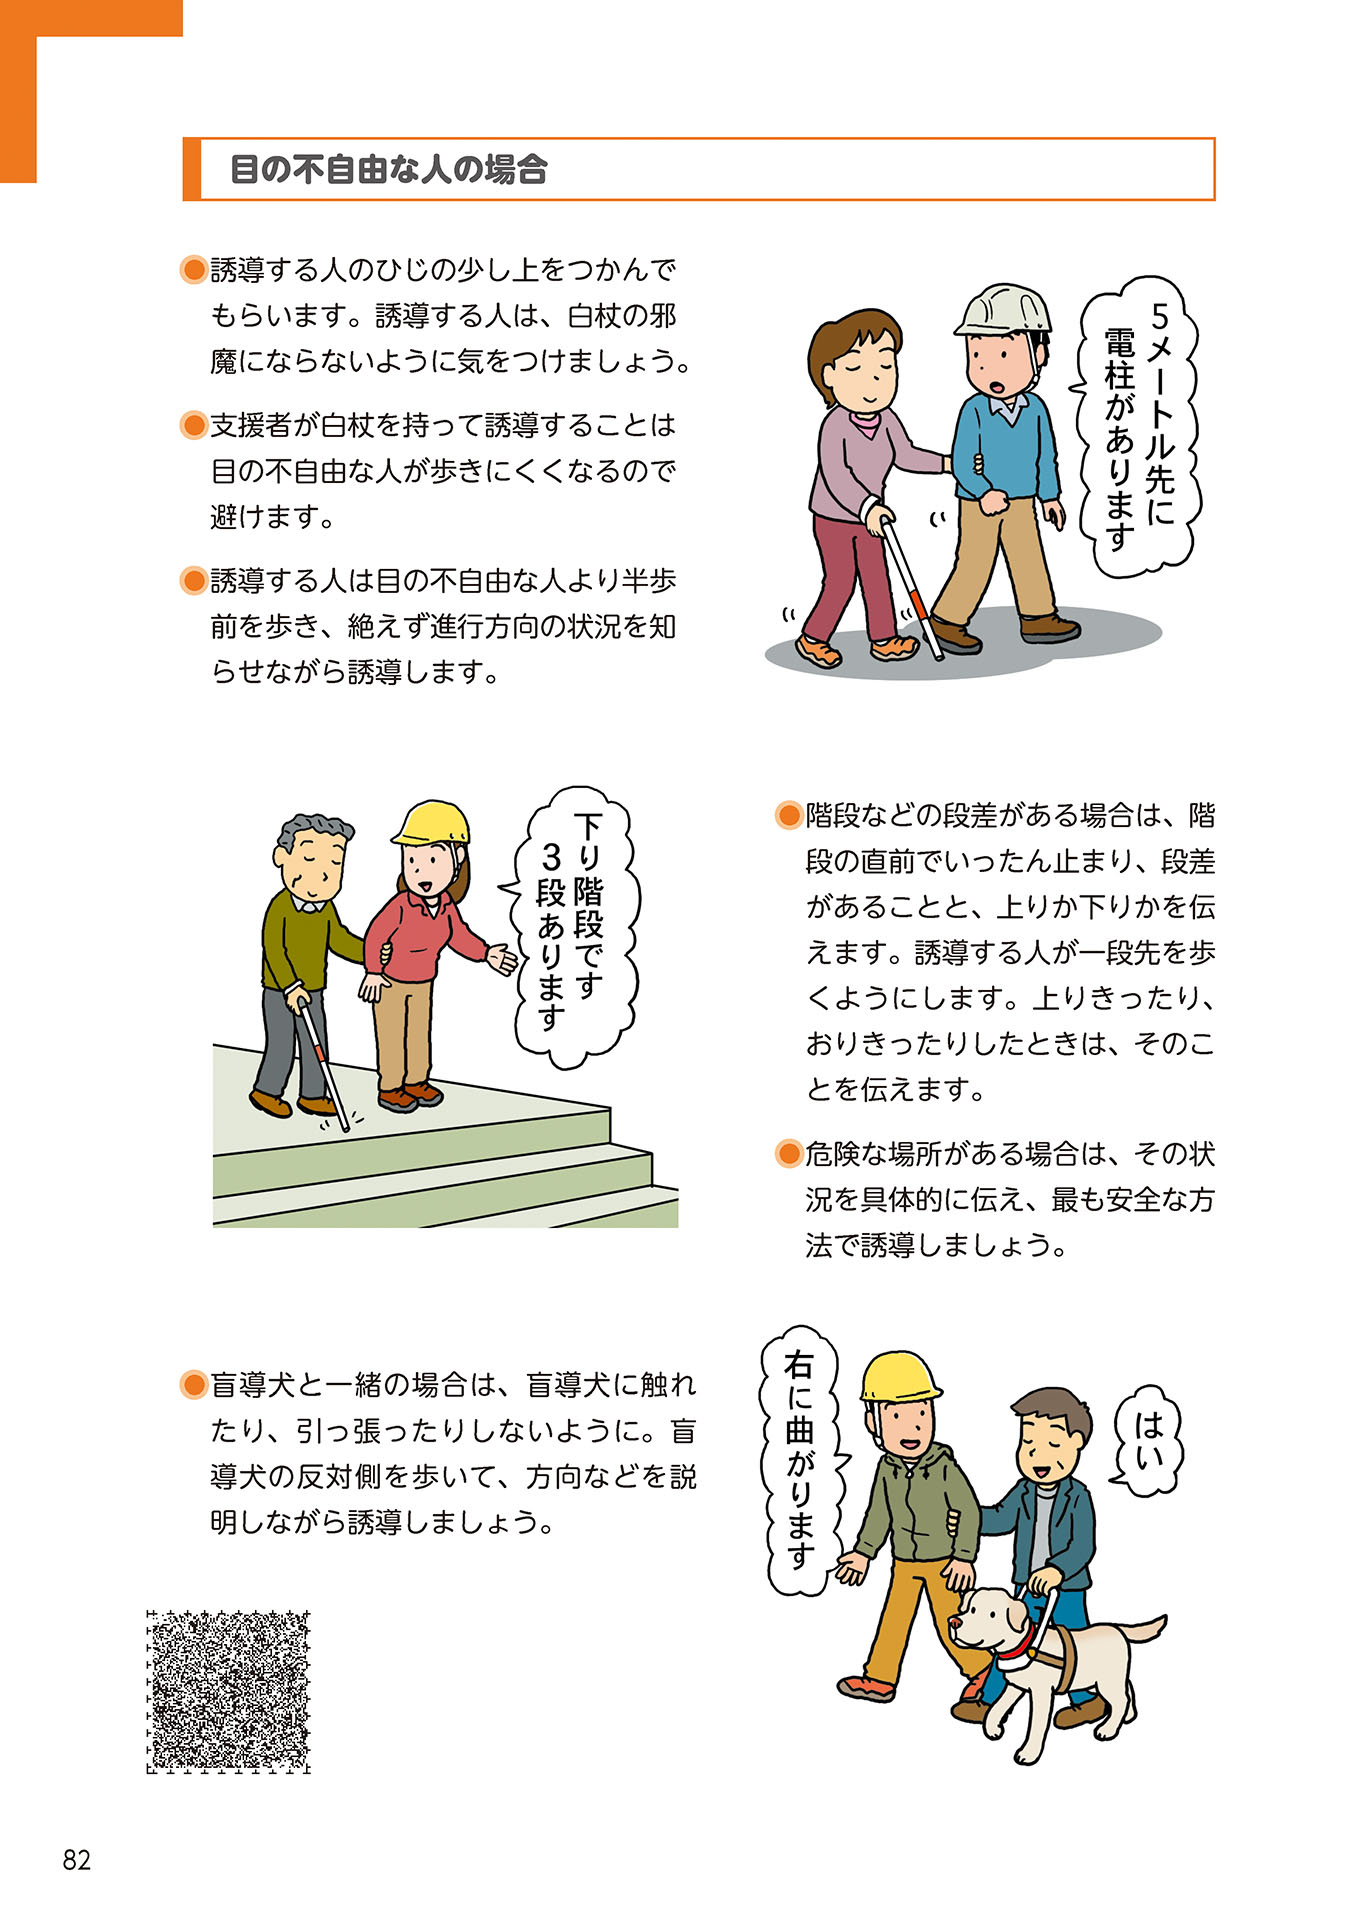 目の不自由な人の場合
●誘導する人のひじの少し上をつかんで
もらいます。誘導する人は、白杖の邪
魔にならないように気をつけましょう。
●支援者が白杖を持って誘導することは
目の不自由な人が歩きにくくなるので
避けます。
●誘導する人は目の不自由な人より半歩
前を歩き、絶えず進行方向の状況を知
らせながら誘導します。
5メートル先に
電柱があります
下り階段です
3段あります
●階段などの段差がある場合は、階
段の直前でいったん止まり、段差
があることと、上りか下りかを伝
えます。誘導する人が一段先を歩
くようにします。上りきったり、
おりきったりしたときは、そのこ
とを伝えます。
●危険な場所がある場合は、その状
況を具体的に伝え、最も安全な方
法で誘導しましょう。
●盲導犬と一緒の場合は、盲導犬に触れ
たり、引っ張ったりしないように。盲
導犬の反対側を歩いて、方向などを説
明しながら誘導しましょう。
右に曲がります
はい
82